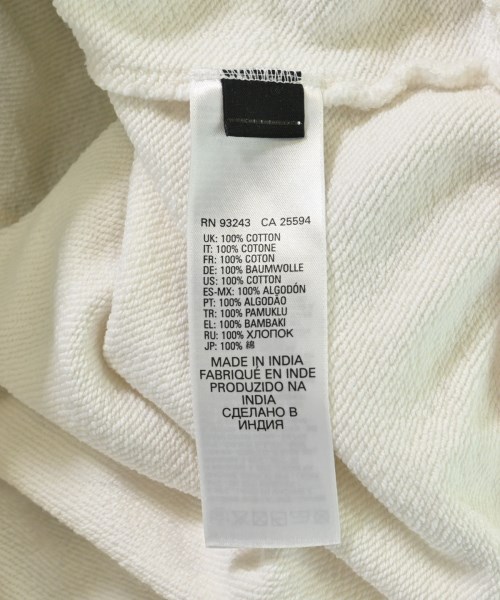 RN 93243 CA 25594
UK: 100% COTTON
IT: 100% COTONE
FR: 100% COTON
DE: 100% BAUMWOLLE
US: 100% COTTON
ES-MX: 100% ALGODÓN
PT: 100% ALGODÃO
TR: 100% PAMUKLU
EL: 100% BAMBAKI
RU: 100% ХЛОПОК
JP: 100% 綿
MADE IN INDIA
FABRIQUÉ EN INDE
PRODUZIDO NA
INDIA
СДЕЛАНО В
ИНДИЯ